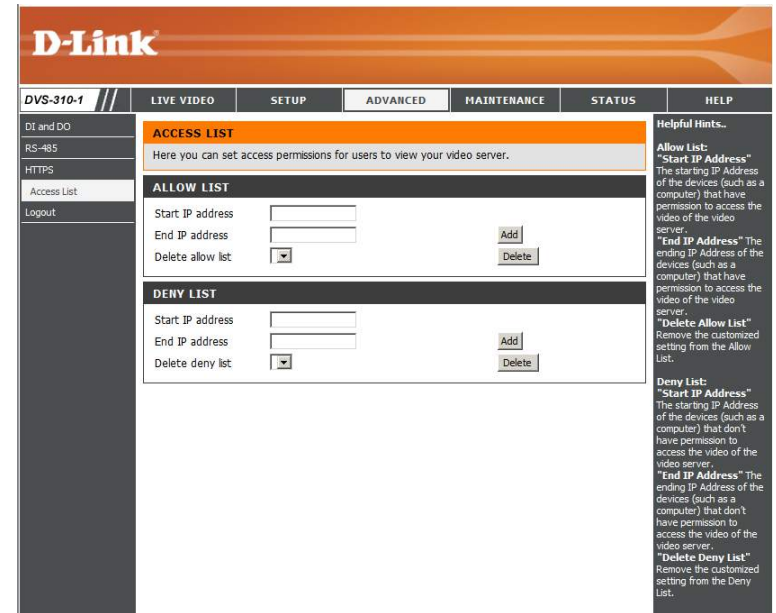 D-Link
DVS-310-1
LIVE VIDEO
SETUP
ADVANCED
MAINTENANCE
STATUS
HELP
DI and DO
RS-485
HTTPS
Access List
Logout
ACCESS LIST
Here you can set access permissions for users to view your video server.
ALLOW LIST
Start IP address
End IP address
Add
Delete allow list
Delete
DENY LIST
Start IP address
End IP address
Add
Delete deny list
Delete
Helpful Hints..
Allow List:
"Start IP Address"
The starting IP Address
of the devices (such as a
computer) that have
permission to access the
video of the video
server.
"End IP Address" The
ending IP Address of the
devices (such as a
computer) that have
permission to access the
video of the video
server.
"Delete Allow List"
Remove the customized
setting from the Allow
List.
Deny List:
"Start IP Address"
The starting IP Address
of the devices (such as a
computer) that don't
have permission to
access the video of the
video server.
"End IP Address" The
ending IP Address of the
devices (such as a
computer) that don't
have permission to
access the video of the
video server.
"Delete Deny List"
Remove the customized
setting from the Deny
List.